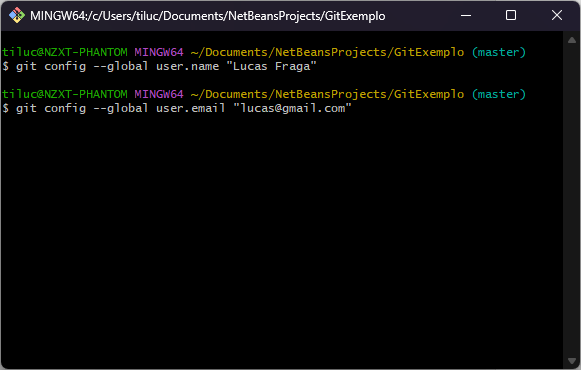 MINGW64:/c/Users/tiluc/Documents/NetBeansProjects/GitExemplo
tiluc@NZXT-PHANTOM MINGW64 ~/Documents/NetBeansProjects/GitExemplo (master)
$ git config --global user.name "Lucas Fraga"
tiluc@NZXT-PHANTOM MINGW64 ~/Documents/NetBeansProjects/GitExemplo (master)
$ git config --global user.email "lucas@gmail.com"